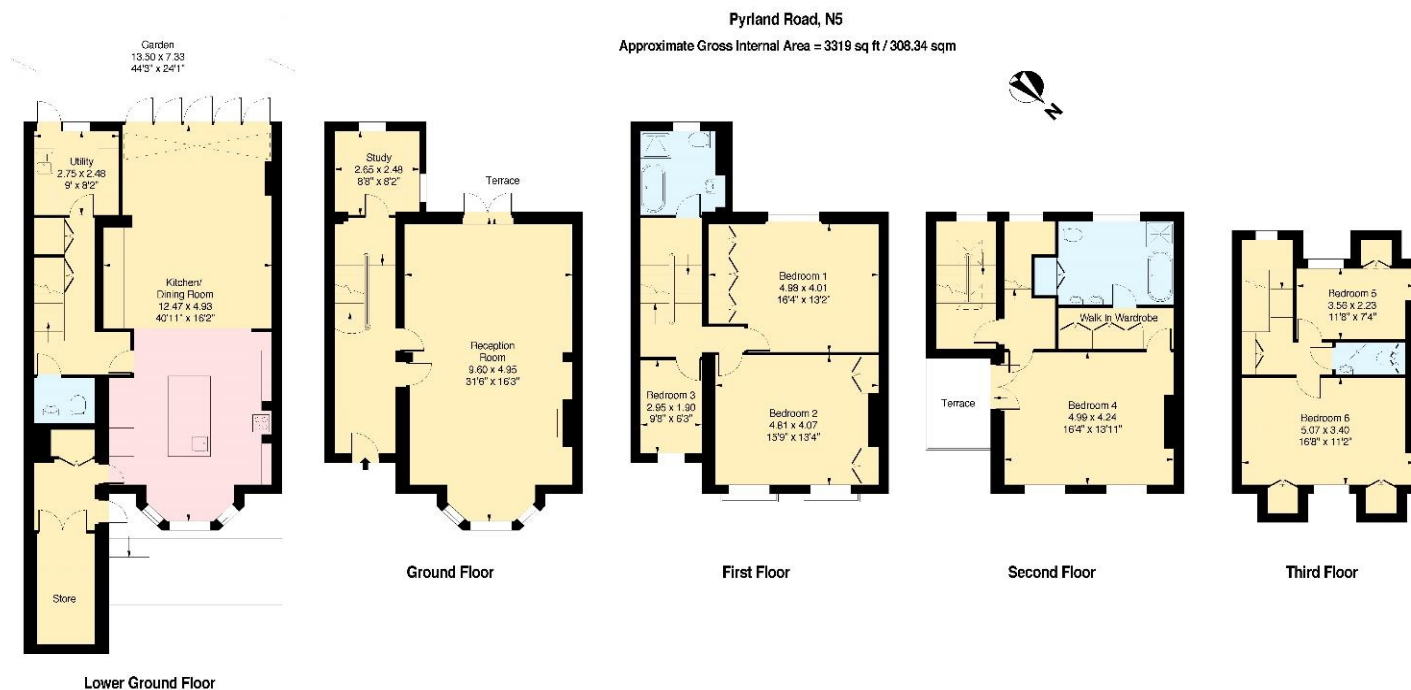 Pyrland Road, N5
Approximate Gross Internal Area = 3319 sq ft / 308.34 sqm
N
Garden
13.50 x 7.33
44'3" x 24'1"
Utility
2.75 x 2.48
9' x 8'2"
Kitchen/
Dining Room
12.47 x 4.93
40'11" x 16'2"
Store
Lower Ground Floor
Study
2.65 x 2.48
8'8" x 8'2"
Terrace
Reception
Room
9.60 x 4.95
31'6" x 16'3"
Ground Floor
Bedroom 1
4.98 x 4.01
16'4" x 13'2"
Bedroom 3
2.95 x 1.90
9'8" x 6'3"
Bedroom 2
4.81 x 4.07
15'9" x 13'4"
First Floor
Walk In Wardrobe
Terrace
Bedroom 4
4.99 x 4.24
16'4" x 13'11"
Second Floor
Bedroom 5
3.56 x 2.23
11'8" x 7'4"
Bedroom 6
5.07 x 3.40
16'8" x 11'2"
Third Floor